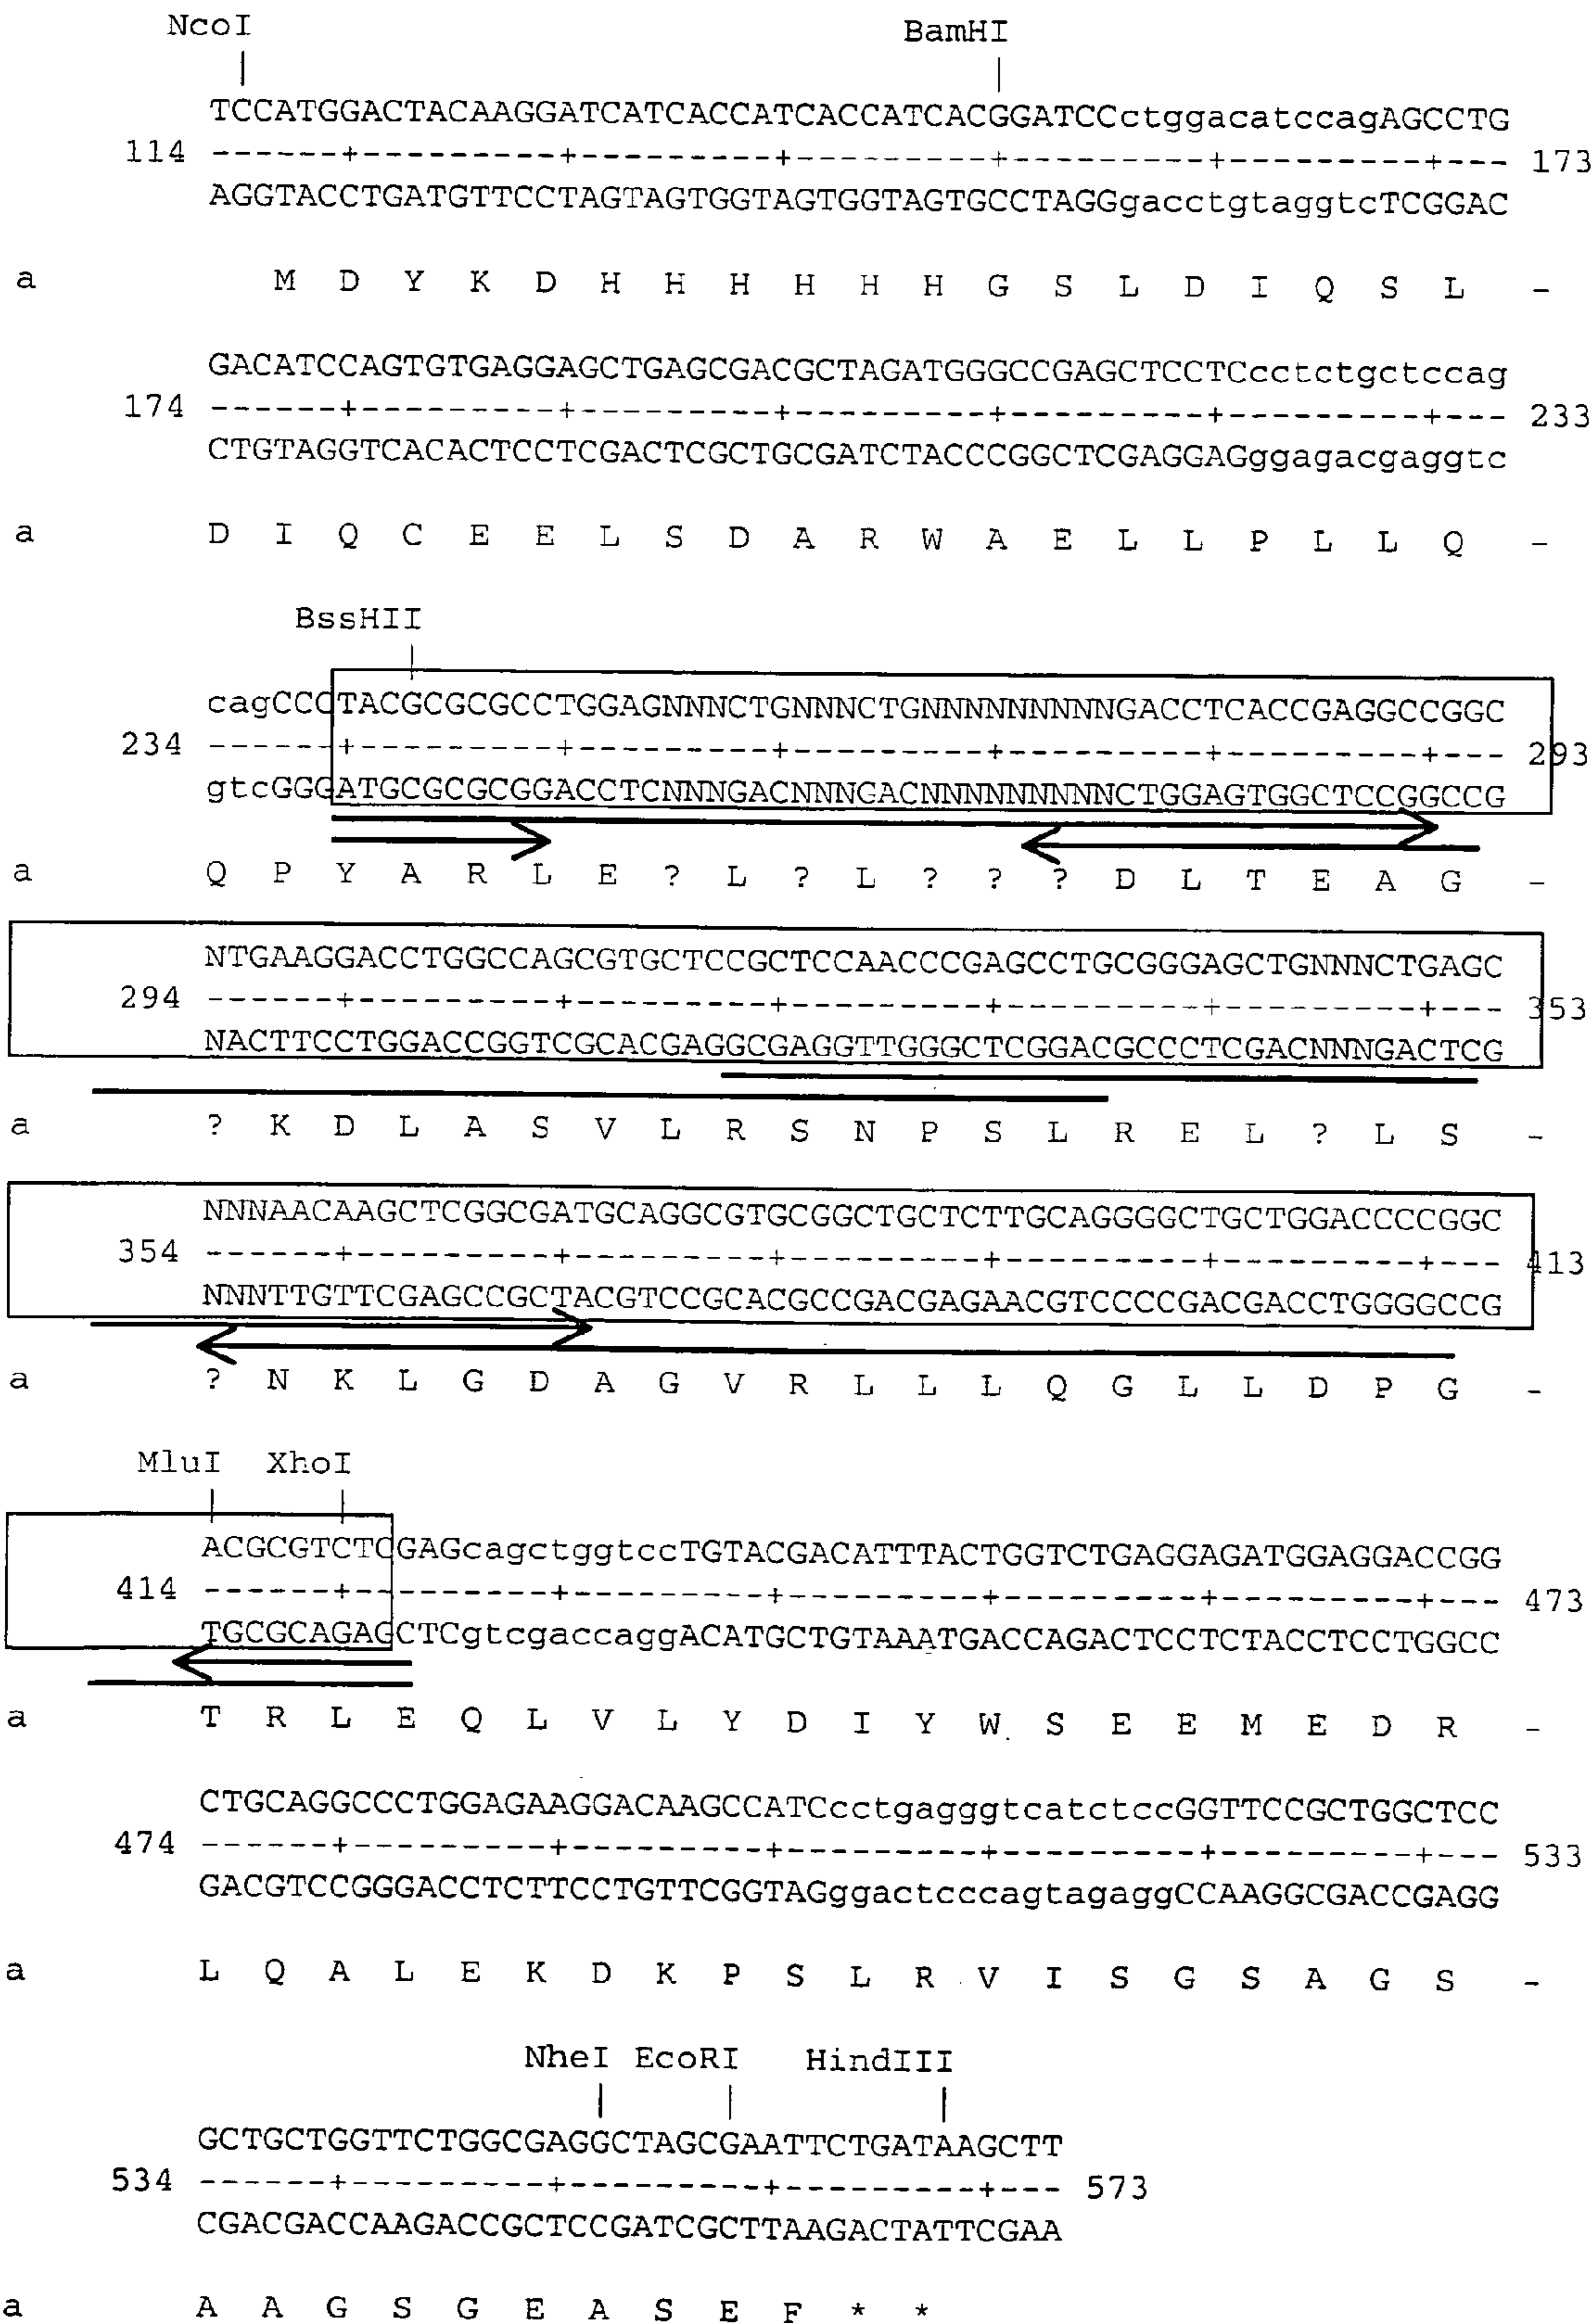 NcoI BamHI
TCCATGGACTACAAGGATCATCACCATCACCATCACGGATCCctggacatccagAGCCTG
114 ------+---------+---------+---------+---------+---------+--- 173
AGGTACCTGATGTTCCTAGTAGTGGTAGTGGTAGTGCCTAGGgacctgtaggtcTCGGAC
a M D Y K D H H H H H H G S L D I Q S L -
GACATCCAGTGTGAGGAGCTGAGCGACGCTAGATGGGCCGAGCTCCTCcctctgctccag
174 ------+---------+---------+---------+---------+---------+--- 233
CTGTAGGTCACACTCCTCGACTCGCTGCGATCTACCCGGCTCGAGGAGggagacgaggtc
a D I Q C E E L S D A R W A E L L P L L Q -
BssHII
cagCCCTACGCGCGCCTGGAGNNNCTGNNNCTGNNNNNNNNNGACCTCACCGAGGCCGGC
234 ------+---------+---------+---------+---------+---------+--- 293
gtcGGGATGCGCGCGGACCTCNNNGACNNNGACNNNNNNNNNCTGGAGTGGCTCCGGCCG
a Q P Y A R L E ? L ? L ? ? ? D L T E A G -
NTGAAGGACCTGGCCAGCGTGCTCCGCTCCAACCCGAGCCTGCGGGAGCTGNNNCTGAGC
294 ------+---------+---------+---------+---------+---------+--- 353
NACTTCCTGGACCGGTCGCACGAGGCGAGGTTGGGCTCGGACGCCCTCGACNNNGACTCG
a ? K D L A S V L R S N P S L R E L ? L S -
NNNAACAAGCTCGGCGATGCAGGCGTGCGGCTGCTCTTGCAGGGGCTGCTGGACCCCGGC
354 ------+---------+---------+---------+---------+---------+--- 413
NNNTTGTTCGAGCCGCTACGTCCGCACGCCGACGAGAACGTCCCCGACGACCTGGGGCCG
a ? N K L G D A G V R L L L Q G L L D P G -
MluI XhoI
ACGCGTCTCGAGcagctggtccTGTACGACATTTACTGGTCTGAGGAGATGGAGGACCGG
414 ------+---------+---------+---------+---------+---------+--- 473
TGCGCAGAGCTCgtcgaccaggACATGCTGTAAATGACCAGACTCCTCTACCTCCTGGCC
a T R L E Q L V L Y D I Y W S E E M E D R -
CTGCAGGCCCTGGAGAAGGACAAGCCATCcctgagggtcatctccGGTTCCGCTGGCTCC
474 ------+---------+---------+---------+---------+---------+--- 533
GACGTCCGGGACCTCTTCCTGTTCGGTAGggactcccagtagaggCCAAGGCGACCGAGG
a L Q A L E K D K P S L R V I S G S A G S -
NheI EcoRI HindIII
GCTGCTGGTTCTGGCGAGGCTAGCGAATTCTGATAAGCTT
534 ------+---------+---------+---------+--- 573
CGACGACCAAGACCGCTCCGATCGCTTAAGACTATTCGAA
a A A G S G E A S E F * *